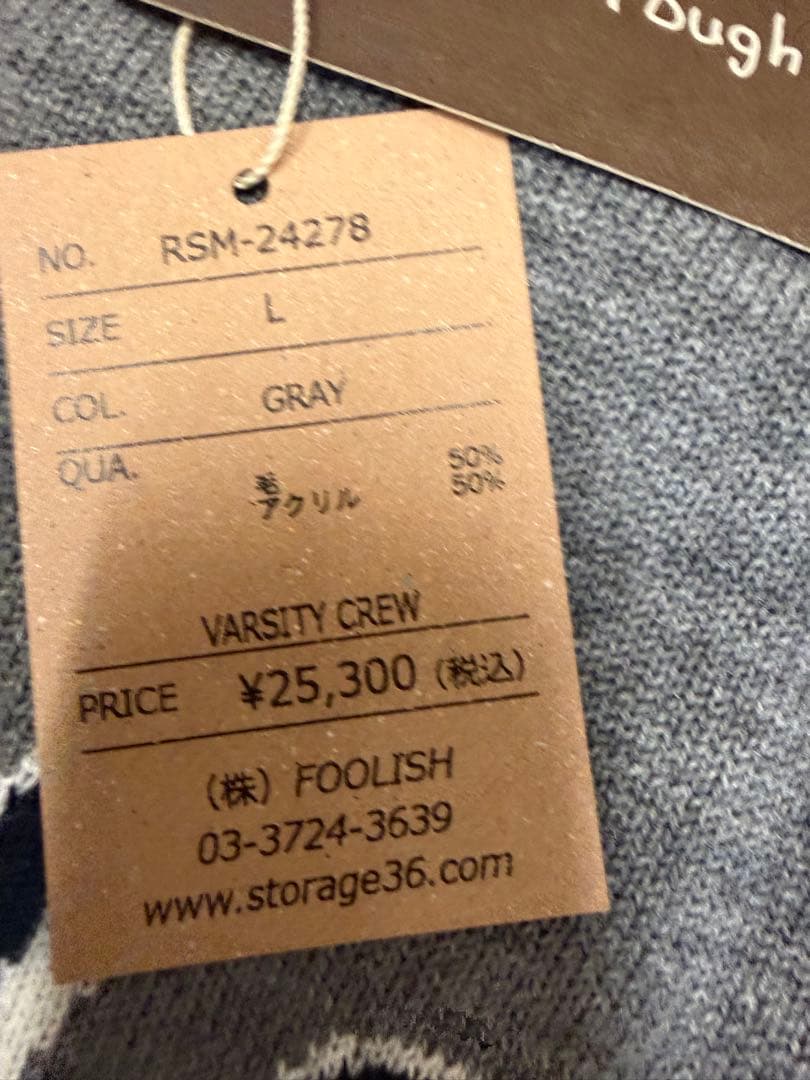 Tough
NO. RSM-24278
SIZE L
COL. GRAY
QUA. 毛 50%
アクリル 50%
VARSITY CREW
PRICE ¥25,300 (税込)
(株) FOOLISH
03-3724-3639
www.storage36.com